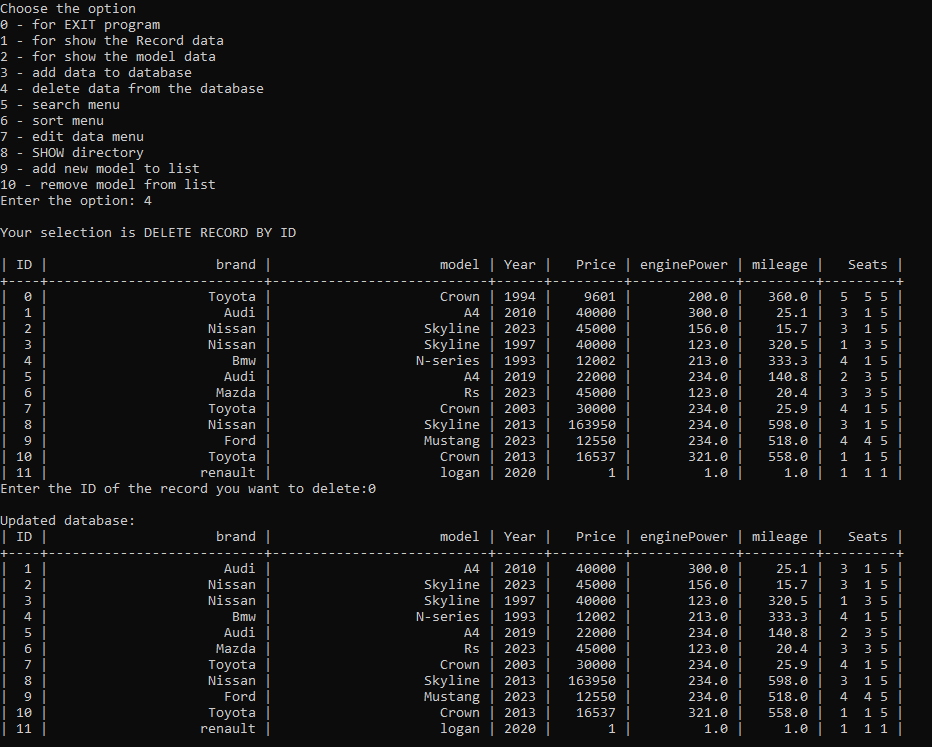 Choose the option
0 - for EXIT program
1 - for show the Record data
2 - for show the model data
3 - add data to database
4 - delete data from the database
5 - search menu
6 - sort menu
7 - edit data menu
8 - SHOW directory
9 - add new model to list
10 - remove model from list
Enter the option: 4

Your selection is DELETE RECORD BY ID

| ID |                     brand |                     model | Year |   Price | enginePower | mileage |   Seats |
+----+---------------------------+---------------------------+------+---------+-------------+---------+---------+
|  0 |                    Toyota |                     Crown | 1994 |    9601 |       200.0 |   360.0 |  5  5 5 |
|  1 |                      Audi |                        A4 | 2010 |   40000 |       300.0 |    25.1 |  3  1 5 |
|  2 |                    Nissan |                   Skyline | 2023 |   45000 |       156.0 |    15.7 |  3  1 5 |
|  3 |                    Nissan |                   Skyline | 1997 |   40000 |       123.0 |   320.5 |  1  3 5 |
|  4 |                       Bmw |                  N-series | 1993 |   12002 |       213.0 |   333.3 |  4  1 5 |
|  5 |                      Audi |                        A4 | 2019 |   22000 |       234.0 |   140.8 |  2  3 5 |
|  6 |                     Mazda |                        Rs | 2023 |   45000 |       123.0 |    20.4 |  3  3 5 |
|  7 |                    Toyota |                     Crown | 2003 |   30000 |       234.0 |    25.9 |  4  1 5 |
|  8 |                    Nissan |                   Skyline | 2013 |  163950 |       234.0 |   598.0 |  3  1 5 |
|  9 |                      Ford |                   Mustang | 2023 |   12550 |       234.0 |   518.0 |  4  4 5 |
| 10 |                    Toyota |                     Crown | 2013 |   16537 |       321.0 |   558.0 |  1  1 5 |
| 11 |                   renault |                     logan | 2020 |       1 |         1.0 |     1.0 |  1  1 1 |
Enter the ID of the record you want to delete:0

Updated database:
| ID |                     brand |                     model | Year |   Price | enginePower | mileage |   Seats |
+----+---------------------------+---------------------------+------+---------+-------------+---------+---------+
|  1 |                      Audi |                        A4 | 2010 |   40000 |       300.0 |    25.1 |  3  1 5 |
|  2 |                    Nissan |                   Skyline | 2023 |   45000 |       156.0 |    15.7 |  3  1 5 |
|  3 |                    Nissan |                   Skyline | 1997 |   40000 |       123.0 |   320.5 |  1  3 5 |
|  4 |                       Bmw |                  N-series | 1993 |   12002 |       213.0 |   333.3 |  4  1 5 |
|  5 |                      Audi |                        A4 | 2019 |   22000 |       234.0 |   140.8 |  2  3 5 |
|  6 |                     Mazda |                        Rs | 2023 |   45000 |       123.0 |    20.4 |  3  3 5 |
|  7 |                    Toyota |                     Crown | 2003 |   30000 |       234.0 |    25.9 |  4  1 5 |
|  8 |                    Nissan |                   Skyline | 2013 |  163950 |       234.0 |   598.0 |  3  1 5 |
|  9 |                      Ford |                   Mustang | 2023 |   12550 |       234.0 |   518.0 |  4  4 5 |
| 10 |                    Toyota |                     Crown | 2013 |   16537 |       321.0 |   558.0 |  1  1 5 |
| 11 |                   renault |                     logan | 2020 |       1 |         1.0 |     1.0 |  1  1 1 |